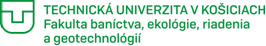 TECHNICKÁ UNIVERZITA V KOŠICIACH
Fakulta baníctva, ekológie, riadenia
a geotechnológií